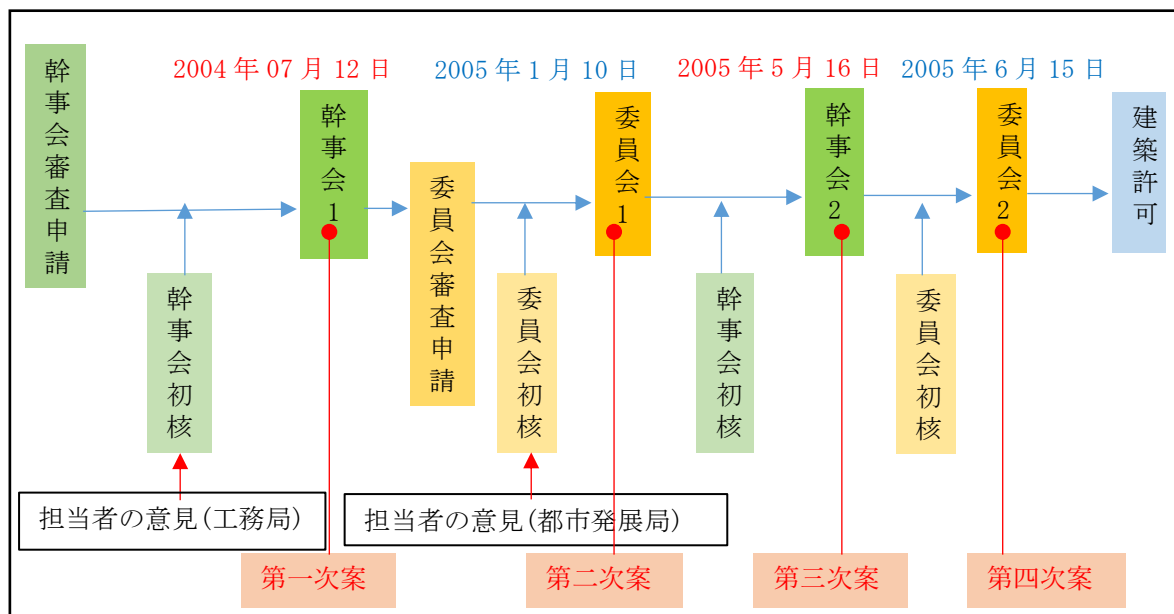 幹事会審査申請
2004年07月12日
2005年1月10日
2005年5月16日
2005年6月15日
幹事会1
委員会審査申請
委員会1
幹事会2
委員会2
建築許可
幹事会初核
委員会初核
幹事会初核
委員会初核
担当者の意見(工務局)
担当者の意見(都市発展局)
第一次案
第二次案
第三次案
第四次案